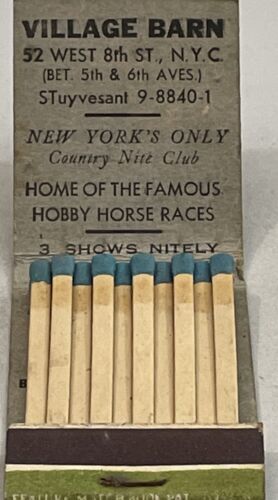 VILLAGE BARN
52 WEST 8th ST., N.Y.C.
(BET. 5th & 6th AVES.)
STuyvesant 9-8840-1
NEW YORK'S ONLY
Country Nite Club
HOME OF THE FAMOUS
HOBBY HORSE RACES
3 SHOWS NITELY
B